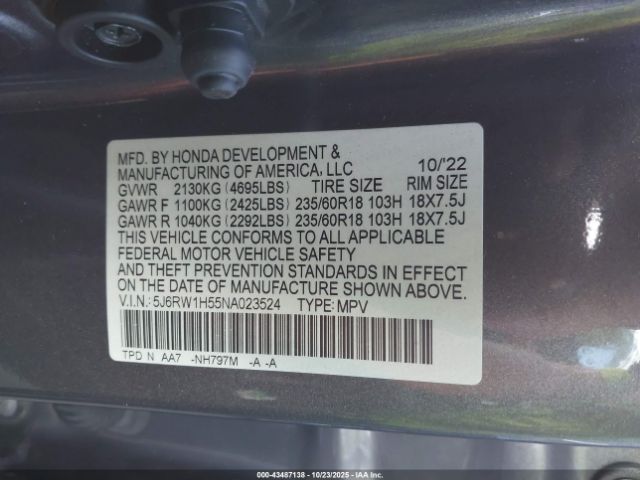 MFD. BY HONDA DEVELOPMENT &
MANUFACTURING OF AMERICA, LLC 10/'22
GVWR 2130KG (4695LBS) TIRE SIZE RIM SIZE
GAWR F 1100KG (2425LBS) 235/60R18 103H 18X7.5J
GAWR R 1040KG (2292LBS) 235/60R18 103H 18X7.5J
THIS VEHICLE CONFORMS TO ALL APPLICABLE
FEDERAL MOTOR VEHICLE SAFETY
AND THEFT PREVENTION STANDARDS IN EFFECT
ON THE DATE OF MANUFACTURE SHOWN ABOVE.
V.I.N.: 5J6RW1H55NA023524 TYPE: MPV
TPD N AA7 -NH797M -A -A
000-43487138 - 10/23/2025 - IAAI.COM